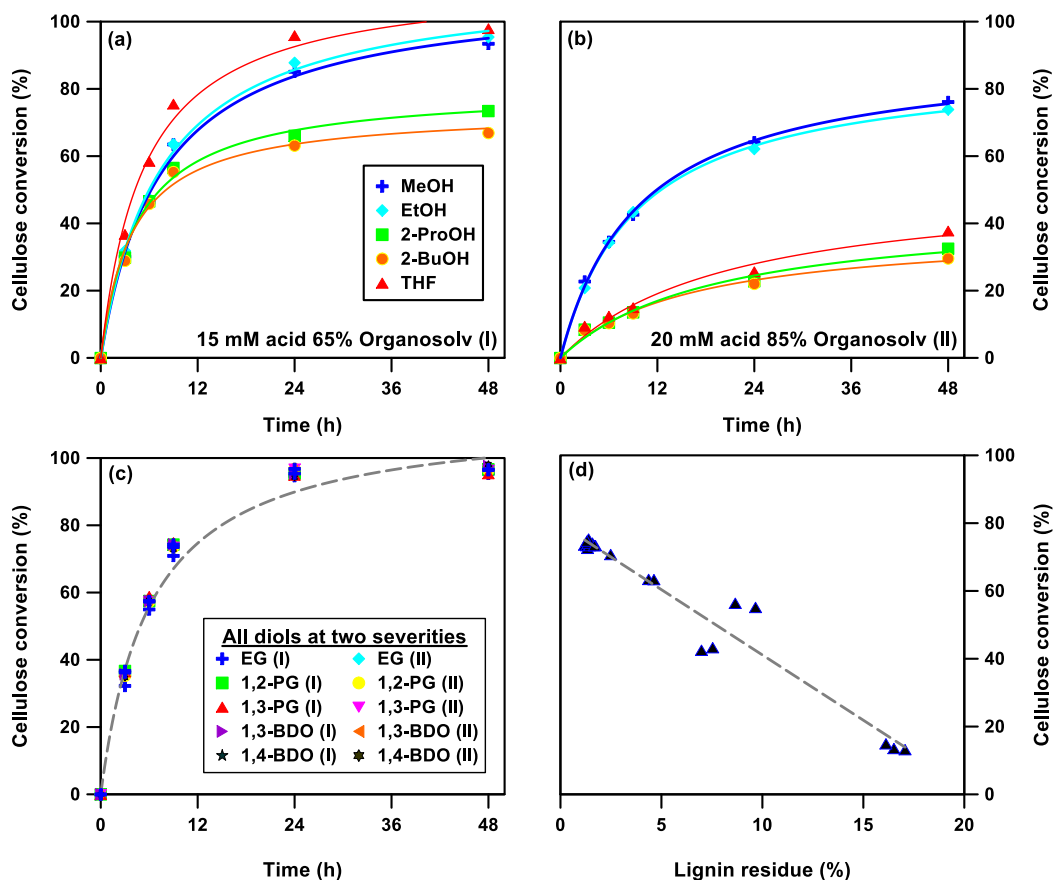 (a)
Cellulose conversion (%)
100
80
60
40
20
0
MeOH
EtOH
2-ProOH
2-BuOH
THF
15 mM acid 65% Organosolv (I)
0 12 24 36 48
Time (h)
(b)
100
80
60
40
20
0
Cellulose concersion (%)
20 mM acid 85% Organosolv (II)
0 12 24 36 48
Time (h)
(c)
Cellulose conversion (%)
100
80
60
40
20
0
All diols at two severities
EG (I) EG (II)
1,2-PG (I) 1,2-PG (II)
1,3-PG (I) 1,3-PG (II)
1,3-BDO (I) 1,3-BDO (II)
1,4-BDO (I) 1,4-BDO (II)
0 12 24 36 48
Time (h)
(d)
100
80
60
40
20
0
Cellulose conversion (%)
0 5 10 15 20
Lignin residue (%)